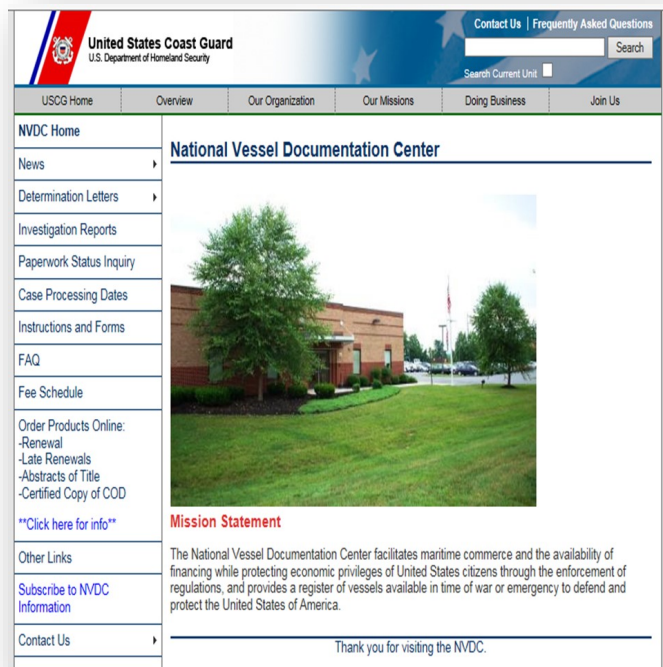 Contact Us | Frequently Asked Questions
United States Coast Guard
U.S. Department of Homeland Security
Search
Search Current Unit
USCG Home Overview Our Organization Our Missions Doing Business Join Us
NVDC Home
News
Determination Letters
Investigation Reports
Paperwork Status Inquiry
Case Processing Dates
Instructions and Forms
FAQ
Fee Schedule
Order Products Online:
-Renewal
-Late Renewals
-Abstracts of Title
-Certified Copy of COD
**Click here for info**
Other Links
Subscribe to NVDC
Information
Contact Us
National Vessel Documentation Center
Mission Statement
The National Vessel Documentation Center facilitates maritime commerce and the availability of
financing while protecting economic privileges of United States citizens through the enforcement of
regulations, and provides a register of vessels available in time of war or emergency to defend and
protect the United States of America.
Thank you for visiting the NVDC.